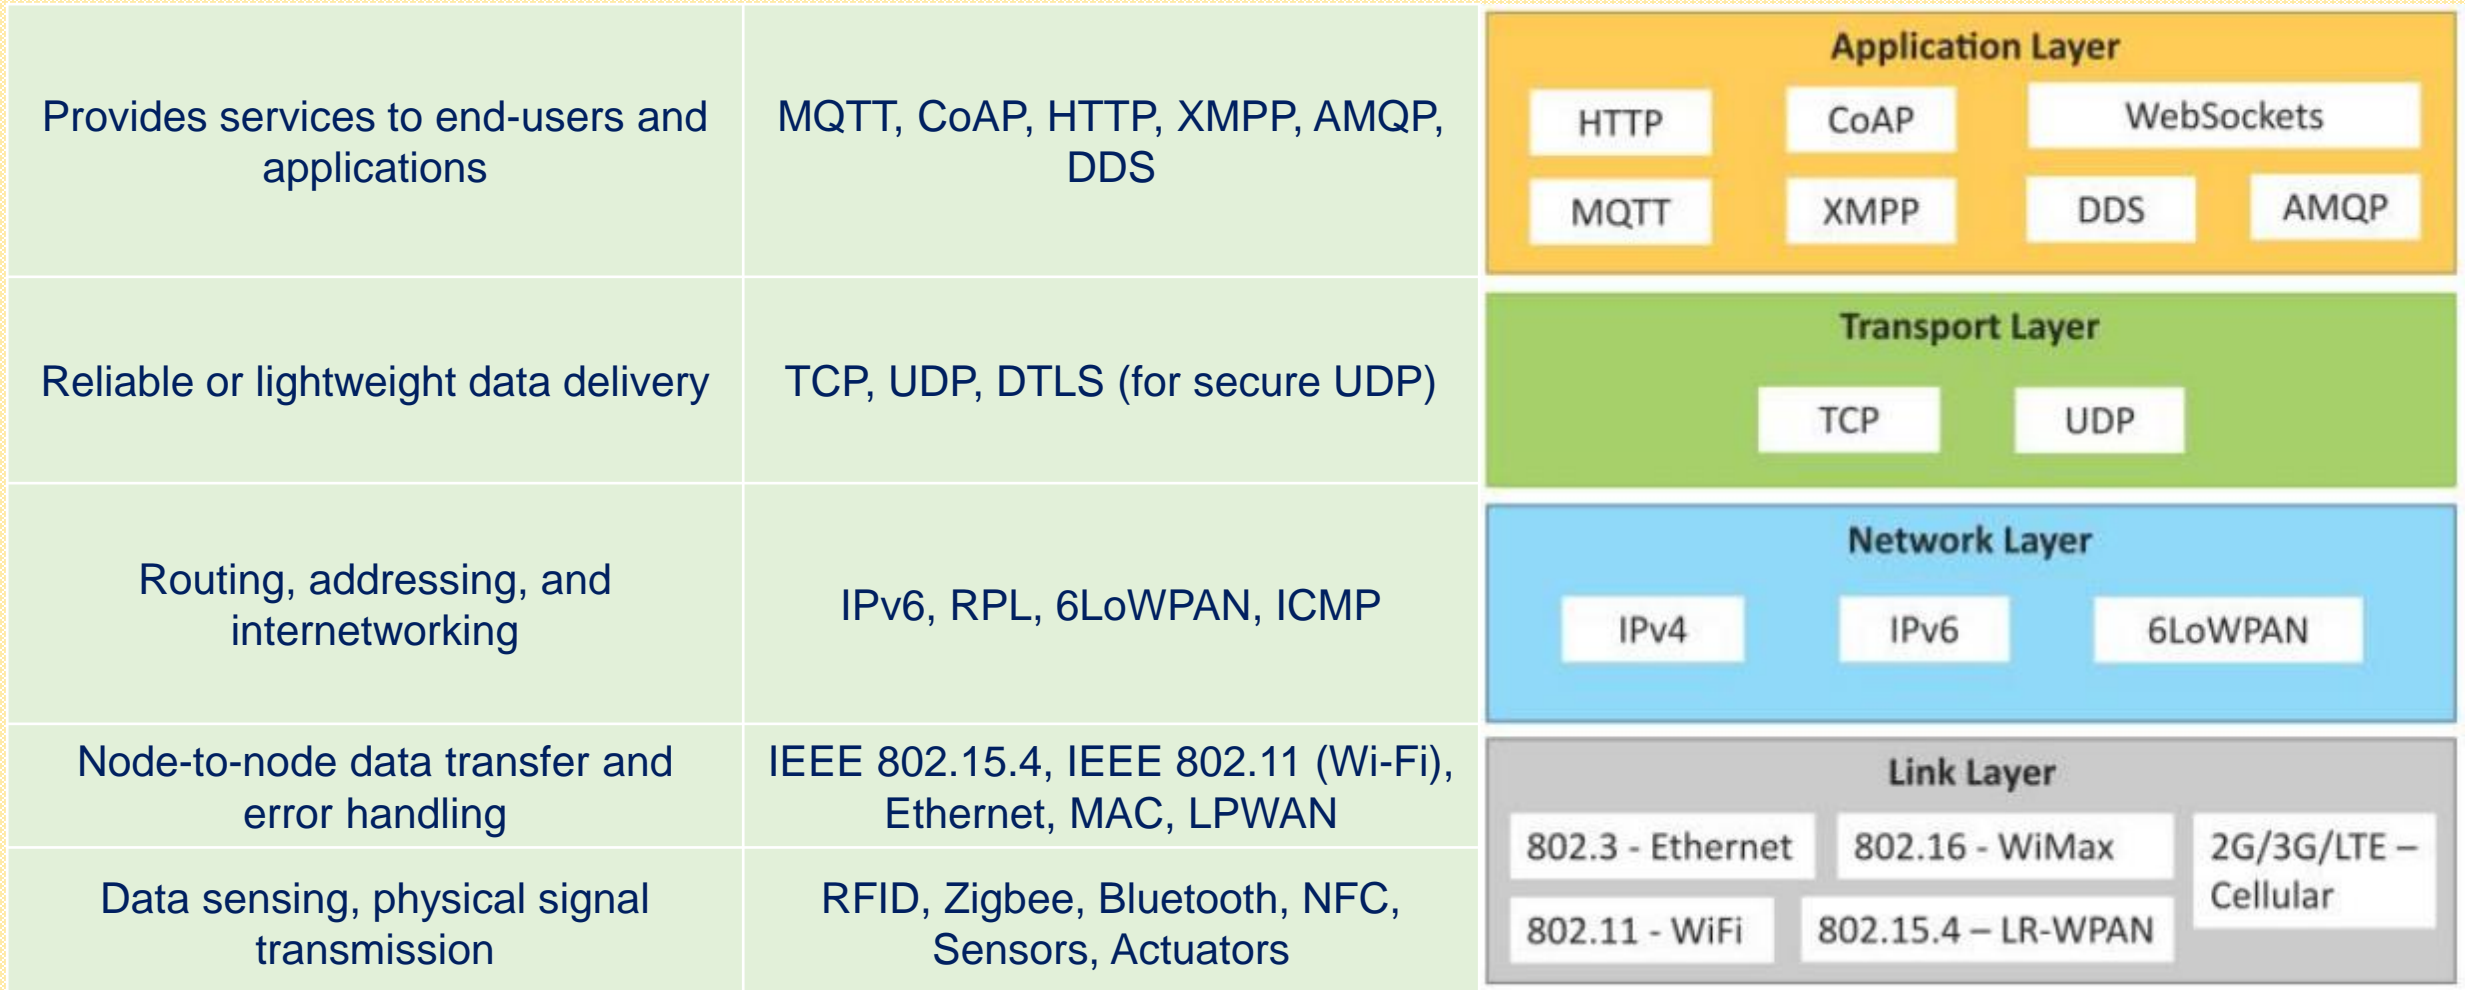 Provides services to end-users and
applications
MQTT, CoAP, HTTP, XMPP, AMQP,
DDS
Reliable or lightweight data delivery
TCP, UDP, DTLS (for secure UDP)
Routing, addressing, and
internetworking
IPv6, RPL, 6LoWPAN, ICMP
Node-to-node data transfer and
error handling
IEEE 802.15.4, IEEE 802.11 (Wi-Fi),
Ethernet, MAC, LPWAN
Data sensing, physical signal
transmission
RFID, Zigbee, Bluetooth, NFC,
Sensors, Actuators
Application Layer
HTTP
CoAP
WebSockets
MQTT
XMPP
DDS
AMQP
Transport Layer
TCP
UDP
Network Layer
IPv4
IPv6
6LoWPAN
Link Layer
802.3 - Ethernet
802.16 - WiMax
2G/3G/LTE –
Cellular
802.11 - WiFi
802.15.4 – LR-WPAN